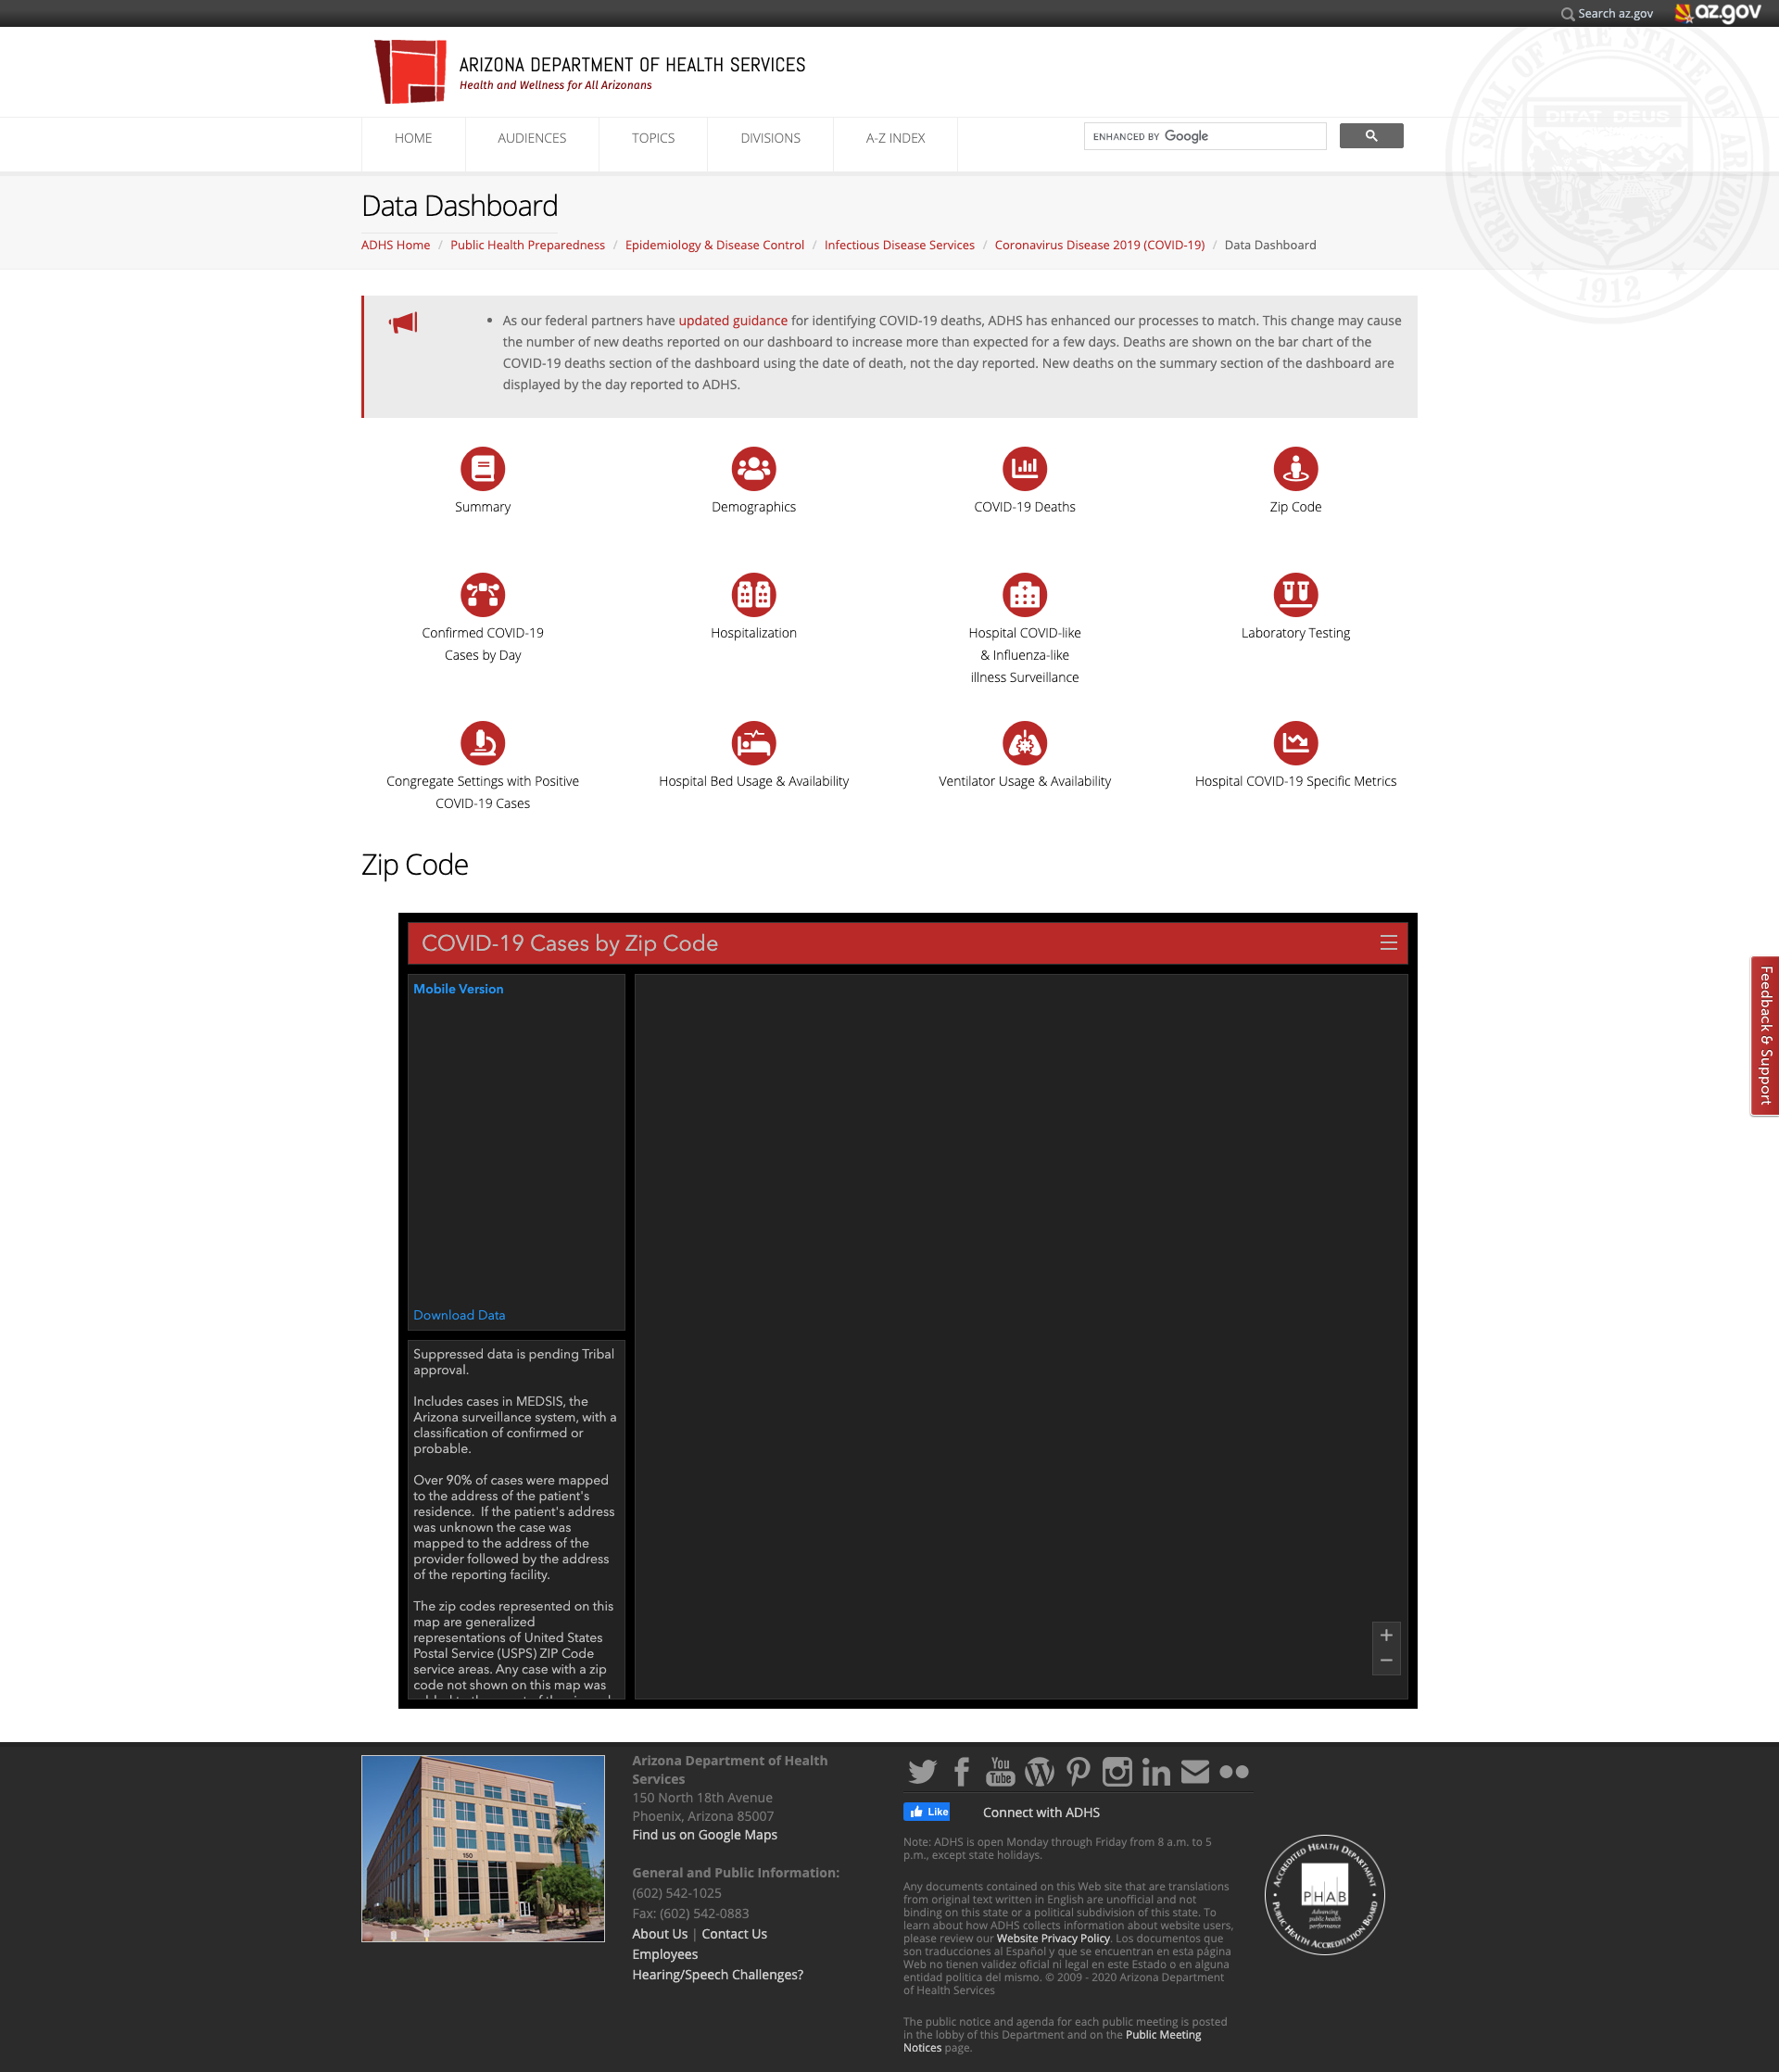 Search az.gov
az.gov
ARIZONA DEPARTMENT OF HEALTH SERVICES
Health and Wellness for All Arizonans
GREAT SEAL OF THE STATE OF ARIZONA
DITAT DEUS
1912
HOME
AUDIENCES
TOPICS
DIVISIONS
A-Z INDEX
ENHANCED BY Google
Data Dashboard
ADHS Home / Public Health Preparedness / Epidemiology & Disease Control / Infectious Disease Services / Coronavirus Disease 2019 (COVID-19) / Data Dashboard
• As our federal partners have updated guidance for identifying COVID-19 deaths, ADHS has enhanced our processes to match. This change may cause
the number of new deaths reported on our dashboard to increase more than expected for a few days. Deaths are shown on the bar chart of the
COVID-19 deaths section of the dashboard using the date of death, not the day reported. New deaths on the summary section of the dashboard are
displayed by the day reported to ADHS.
Summary
Demographics
COVID-19 Deaths
Zip Code
Confirmed COVID-19
Cases by Day
Hospitalization
Hospital COVID-like
& Influenza-like
illness Surveillance
Laboratory Testing
Congregate Settings with Positive
COVID-19 Cases
Hospital Bed Usage & Availability
Ventilator Usage & Availability
Hospital COVID-19 Specific Metrics
Zip Code
COVID-19 Cases by Zip Code
Mobile Version
Download Data
Suppressed data is pending Tribal
approval.
Includes cases in MEDSIS, the
Arizona surveillance system, with a
classification of confirmed or
probable.
Over 90% of cases were mapped
to the address of the patient's
residence. If the patient's address
was unknown the case was
mapped to the address of the
provider followed by the address
of the reporting facility.
The zip codes represented on this
map are generalized
representations of United States
Postal Service (USPS) ZIP Code
service areas. Any case with a zip
code not shown on this map was
+
−
Feedback & Support
150
Arizona Department of Health
Services
150 North 18th Avenue
Phoenix, Arizona 85007
Find us on Google Maps
General and Public Information:
(602) 542-1025
Fax: (602) 542-0883
About Us | Contact Us
Employees
Hearing/Speech Challenges?
You
Tube
Like
Connect with ADHS
Note: ADHS is open Monday through Friday from 8 a.m. to 5
p.m., except state holidays.
Any documents contained on this Web site that are translations
from original text written in English are unofficial and not
binding on this state or a political subdivision of this state. To
learn about how ADHS collects information about website users,
please review our Website Privacy Policy. Los documentos que
son traducciones al Español y que se encuentran en esta página
Web no tienen validez oficial ni legal en este Estado o en alguna
entidad politica del mismo. © 2009 - 2020 Arizona Department
of Health Services
The public notice and agenda for each public meeting is posted
in the lobby of this Department and on the Public Meeting
Notices page.
ACCREDITED HEALTH DEPARTMENT
PHAB
Advancing
public health
performance
PUBLIC HEALTH ACCREDITATION BOARD